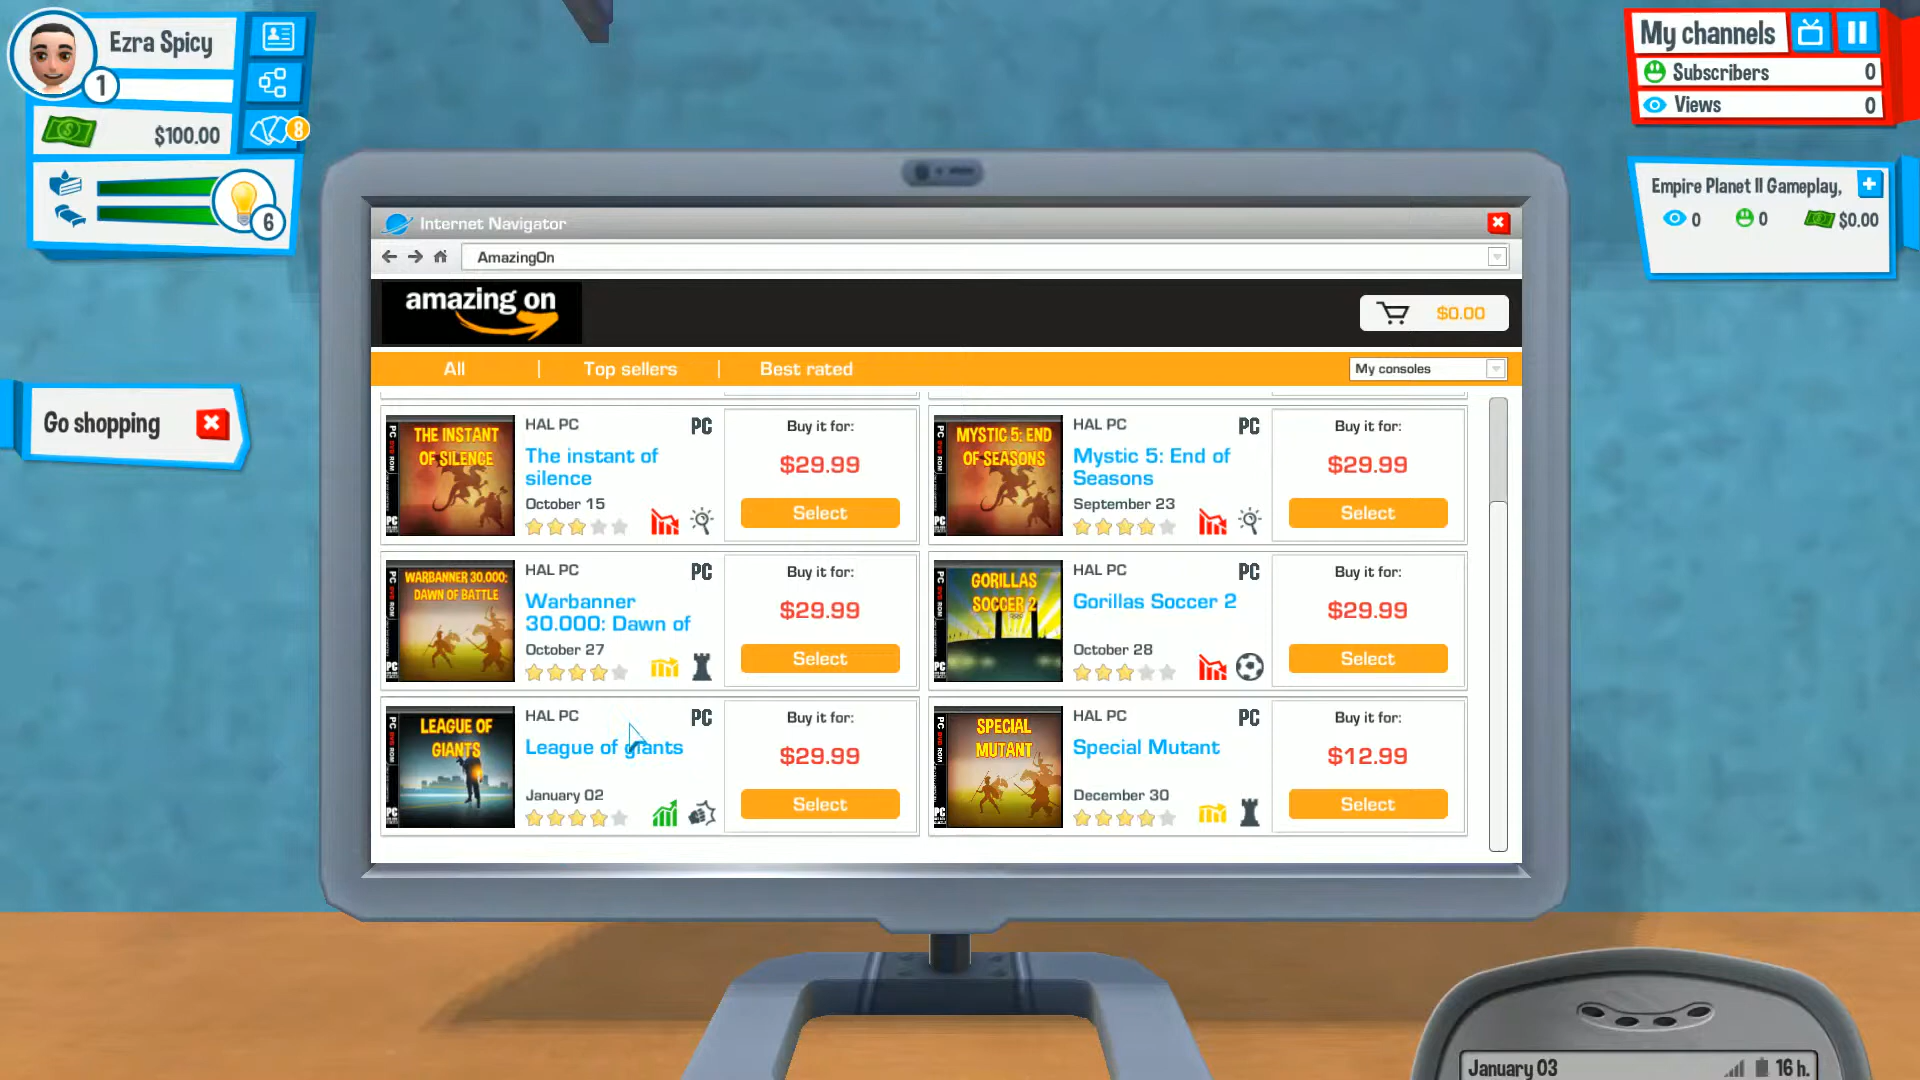 Ezra Spicy
1
$100.00
8
6
My channels
Subscribers 0
Views 0
Empire Planet II Gameplay,
0 0 $0.00
Go shopping
Internet Navigator
AmazingOn
amazing on
$0.00
All | Top sellers | Best rated
My consoles
THE INSTANT
OF SILENCE
HAL PC PC
The instant of
silence
October 15
Buy it for:
$29.99
Select
MYSTIC 5: END
OF SEASONS
HAL PC PC
Mystic 5: End of
Seasons
September 23
Buy it for:
$29.99
Select
WARBANNER 30.000:
DAWN OF BATTLE
HAL PC PC
Warbanner
30.000: Dawn of
October 27
Buy it for:
$29.99
Select
GORILLAS
SOCCER 2
HAL PC PC
Gorillas Soccer 2
October 28
Buy it for:
$29.99
Select
LEAGUE OF
GIANTS
HAL PC PC
League of giants
January 02
Buy it for:
$29.99
Select
SPECIAL
MUTANT
HAL PC PC
Special Mutant
December 30
Buy it for:
$12.99
Select
January 03 16 h.